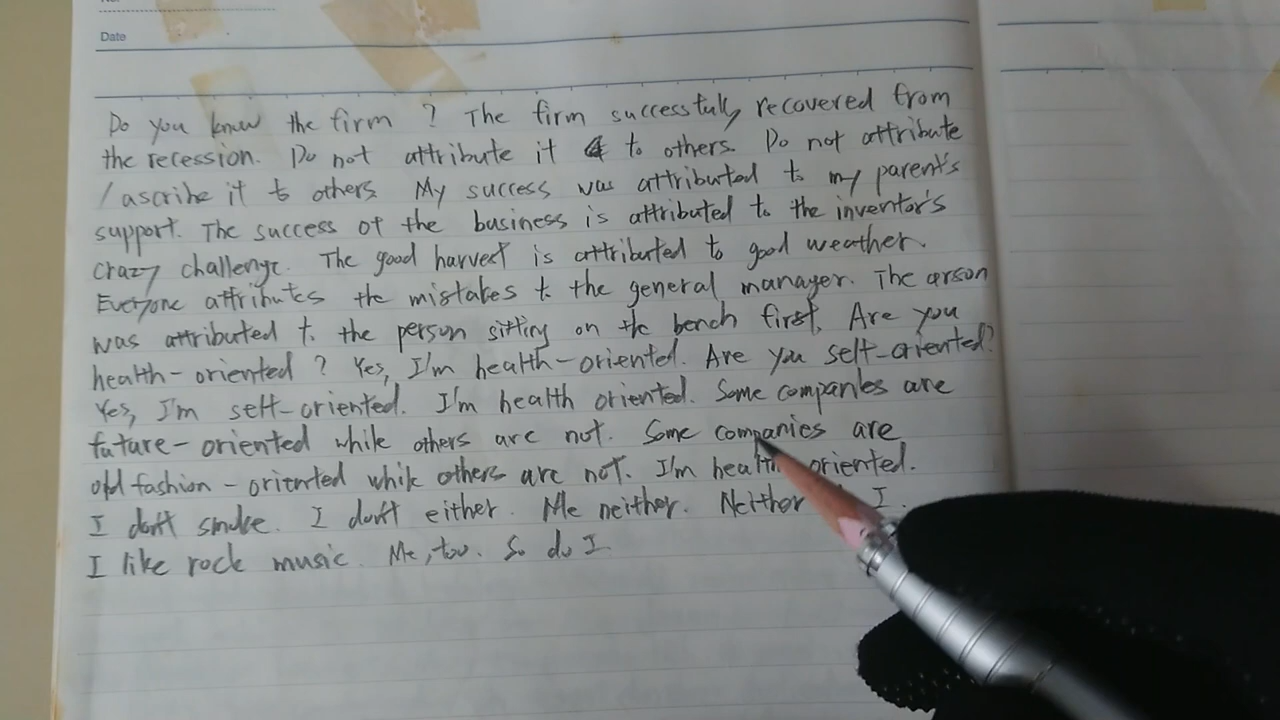 Date
Do you know the firm ? The firm successfully recovered from
the recession. Do not attribute it to others. Do not attribute
/ ascribe it to others. My success was attributed to my parent's
support. The success of the business is attributed to the inventor's
crazy challenge. The good harvest is attributed to good weather.
Everyone attributes the mistakes to the general manager. The arson
was attributed to the person sitting on the bench first. Are you
health-oriented ? Yes, I'm health-oriented. Are you self-oriented?
Yes, I'm self-oriented. I'm health oriented. Some companies are
future-oriented while others are not. Some companies are
old fashion-oriented while others are not. I'm health oriented.
I don't smoke. I don't either. Me neither. Neither I.
I like rock music. Me, too. So do I.